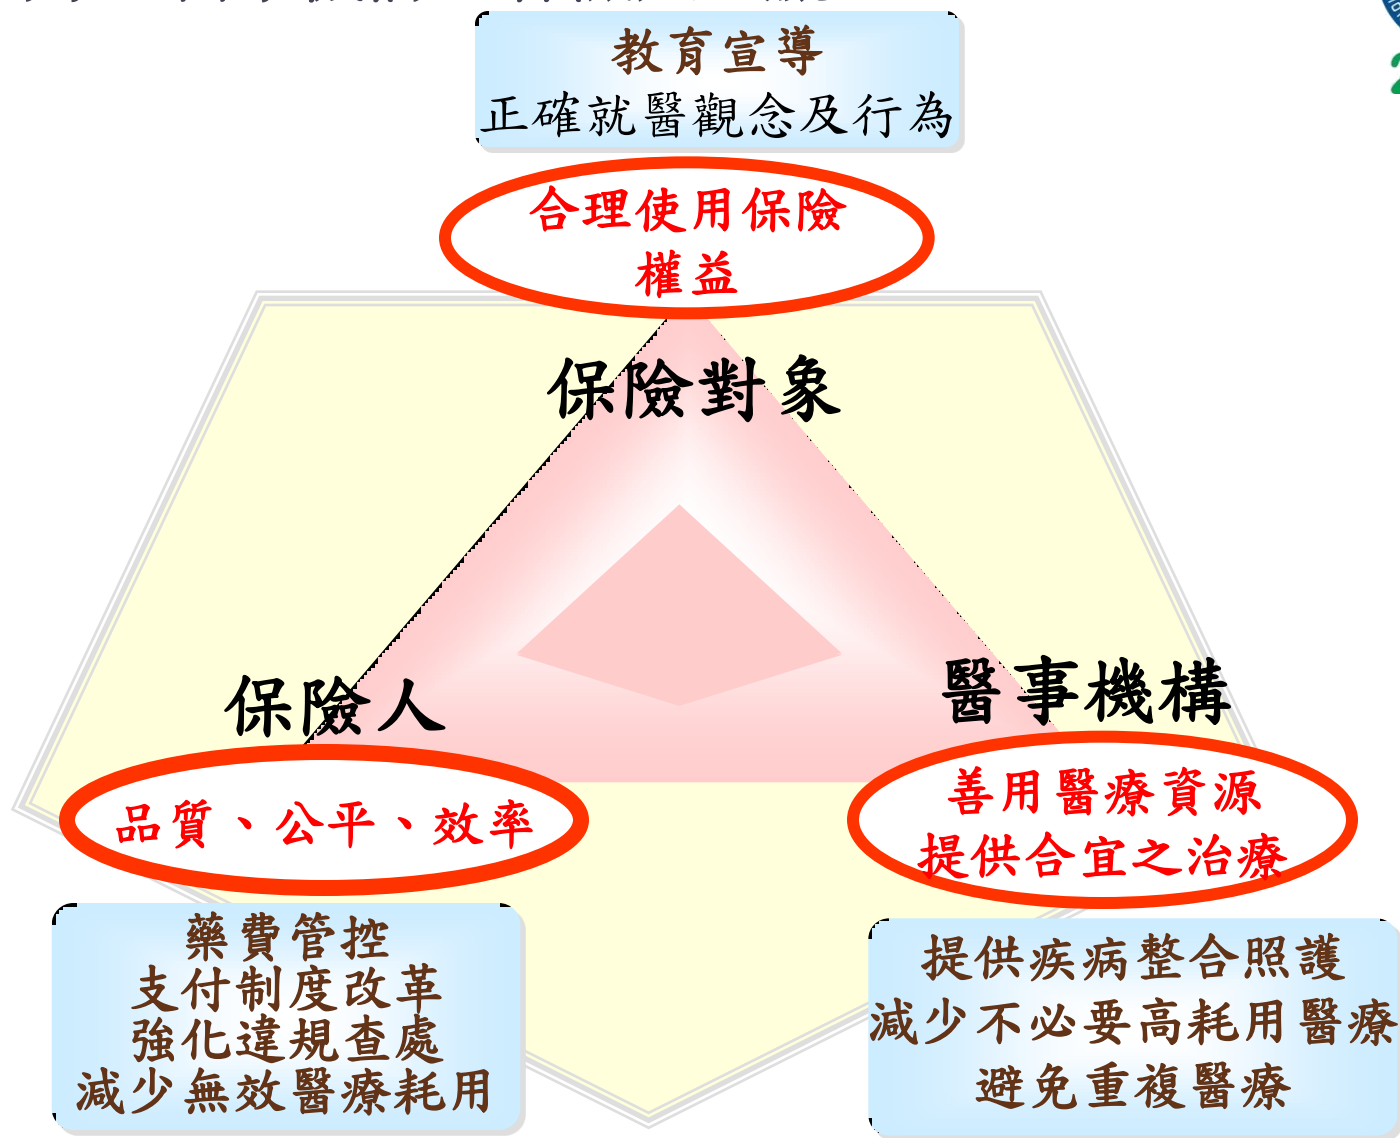 教育宣導
正確就醫觀念及行為
合理使用保險
權益
保險對象
保險人
醫事機構
品質、公平、效率
善用醫療資源
提供合宜之治療
藥費管控
支付制度改革
強化違規查處
減少無效醫療耗用
提供疾病整合照護
減少不必要高耗用醫療
避免重複醫療